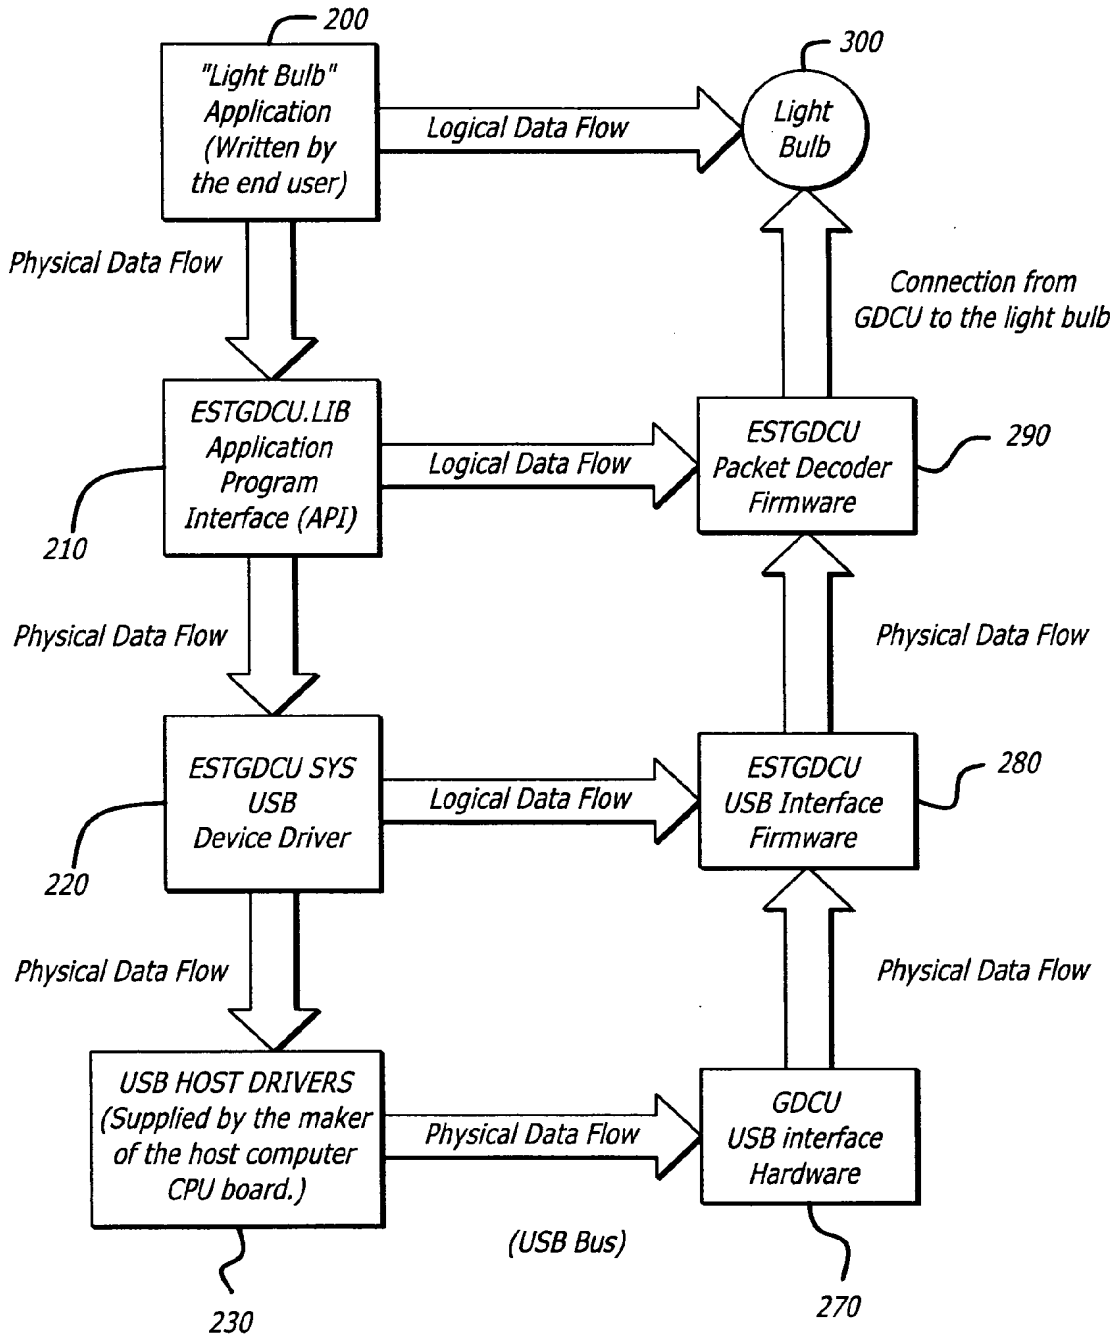 200
"Light Bulb"
Application
(Written by
the end user)
Logical Data Flow
300
Light
Bulb
Physical Data Flow
Connection from
GDCU to the light bulb
ESTGDCU.LIB
Application
Program
Interface (API)
210
Logical Data Flow
ESTGDCU
Packet Decoder
Firmware
290
Physical Data Flow
Physical Data Flow
ESTGDCU SYS
USB
Device Driver
220
Logical Data Flow
ESTGDCU
USB Interface
Firmware
280
Physical Data Flow
Physical Data Flow
USB HOST DRIVERS
(Supplied by the maker
of the host computer
CPU board.)
230
Physical Data Flow
(USB Bus)
GDCU
USB interface
Hardware
270